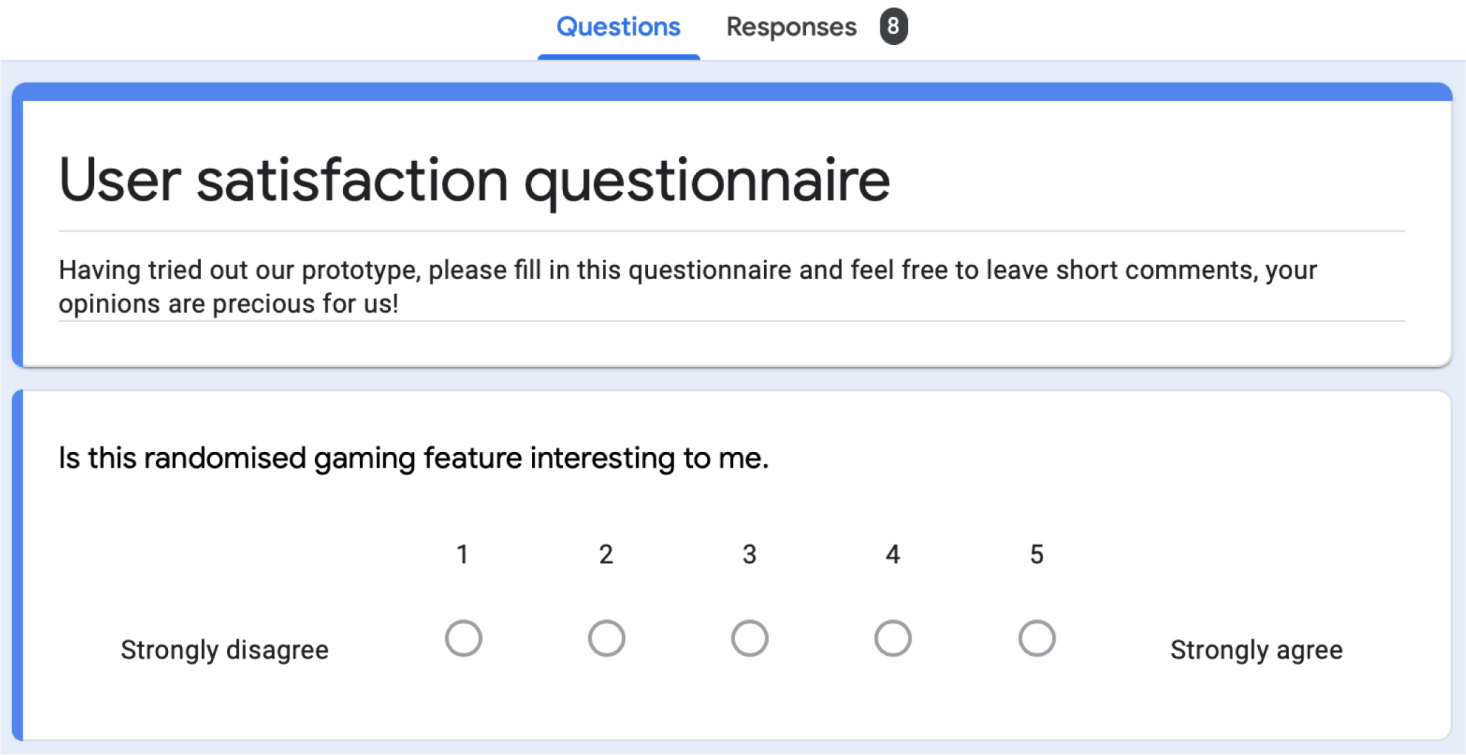 Questions Responses 8
User satisfaction questionnaire
Having tried out our prototype, please fill in this questionnaire and feel free to leave short comments, your
opinions are precious for us!
Is this randomised gaming feature interesting to me.
1 2 3 4 5
Strongly disagree Strongly agree